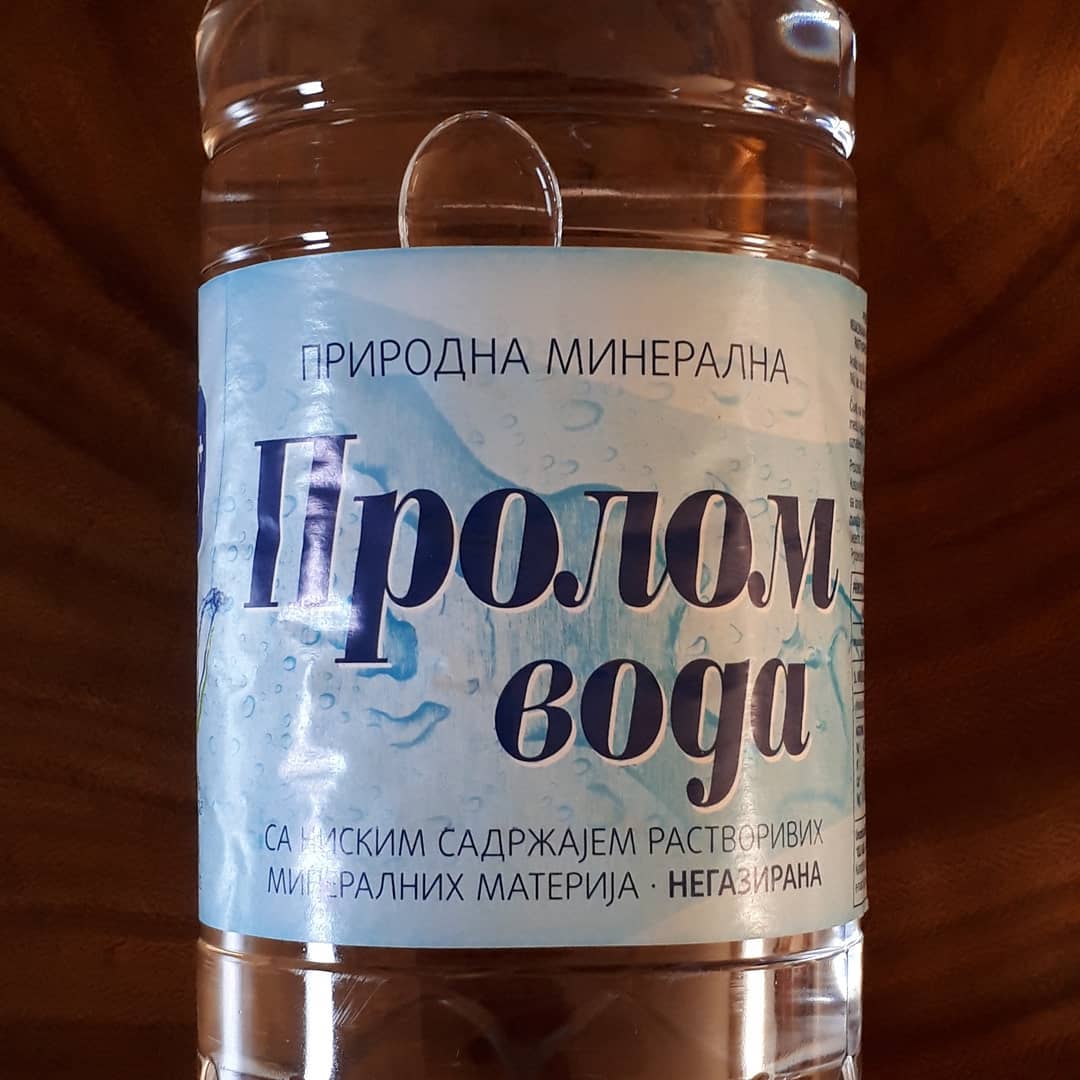 ПРИРОДНА МИНЕРАЛНА
Пролом
вода
СА НИСКИМ САДРЖАЈЕМ РАСТВОРИВИХ
МИНЕРАЛНИХ МАТЕРИЈА · НЕГАЗИРАНА